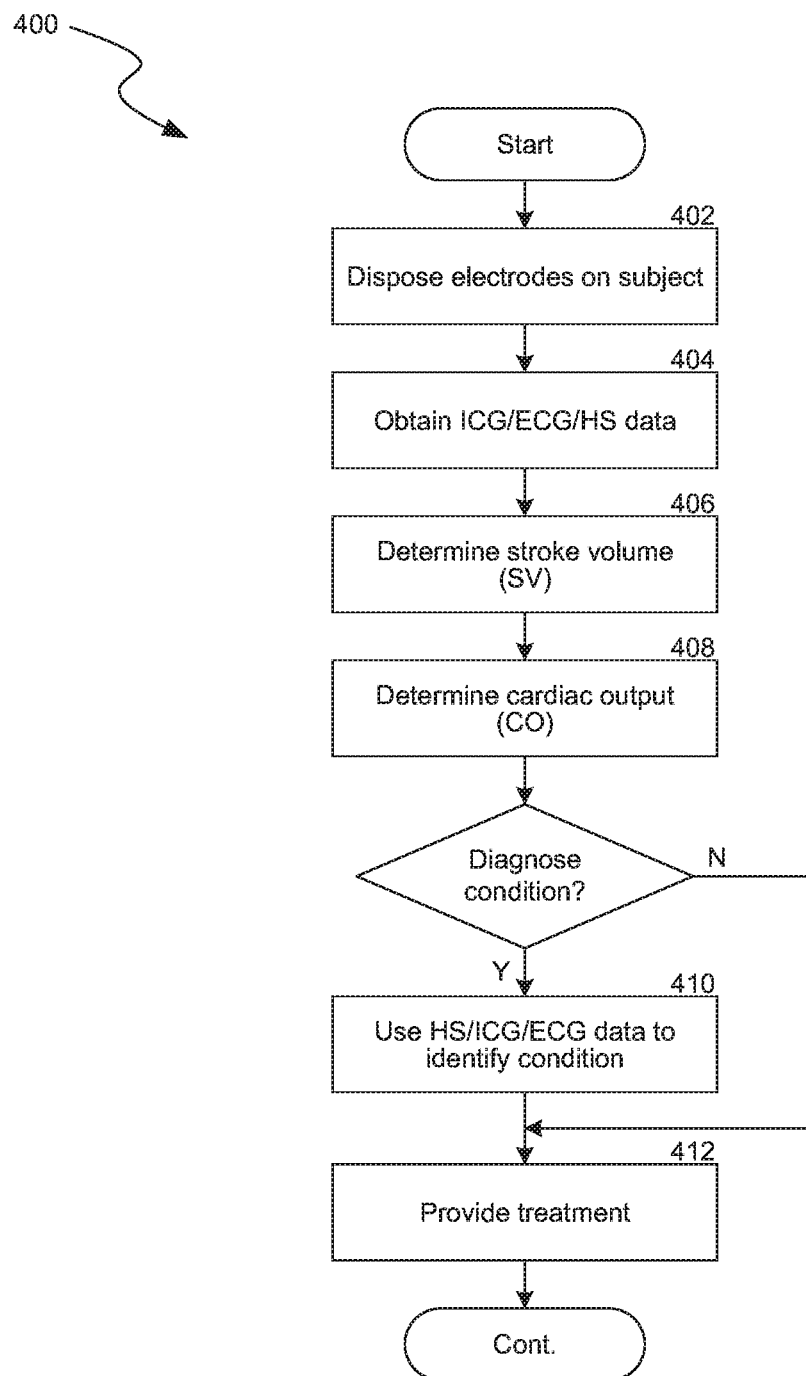 400
Start
402
Dispose electrodes on subject
404
Obtain ICG/ECG/HS data
406
Determine stroke volume
(SV)
408
Determine cardiac output
(CO)
Diagnose
condition?
N
Y
410
Use HS/ICG/ECG data to
identify condition
412
Provide treatment
Cont.